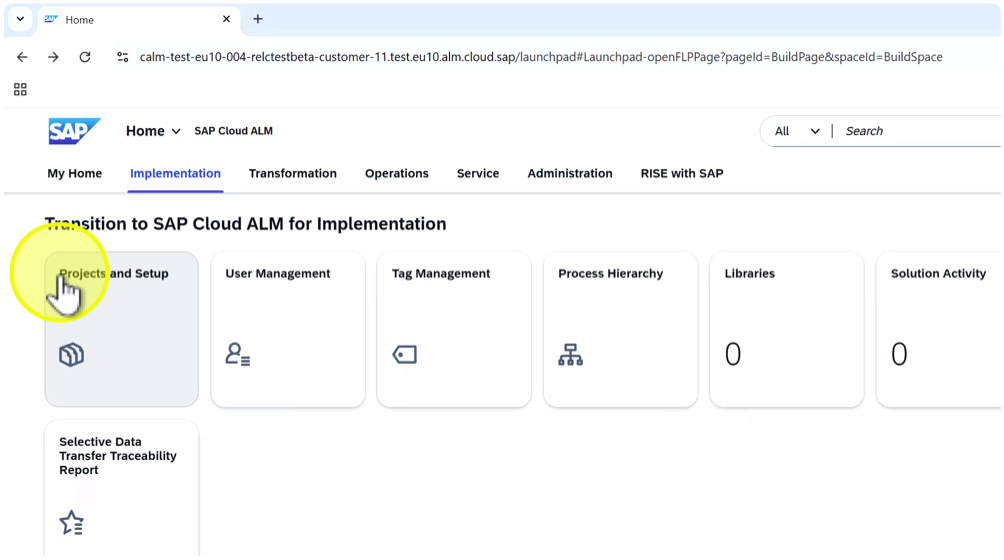 Home
calm-test-eu10-004-relctestbeta-customer-11.test.eu10.alm.cloud.sap/launchpad#Launchpad-openFLPPage?pageId=BuildPage&spaceId=BuildSpace
SAP Home SAP Cloud ALM All Search
My Home Implementation Transformation Operations Service Administration RISE with SAP
Transition to SAP Cloud ALM for Implementation
Projects and Setup
User Management
Tag Management
Process Hierarchy
Libraries
0
Solution Activity
0
Selective Data
Transfer Traceability
Report